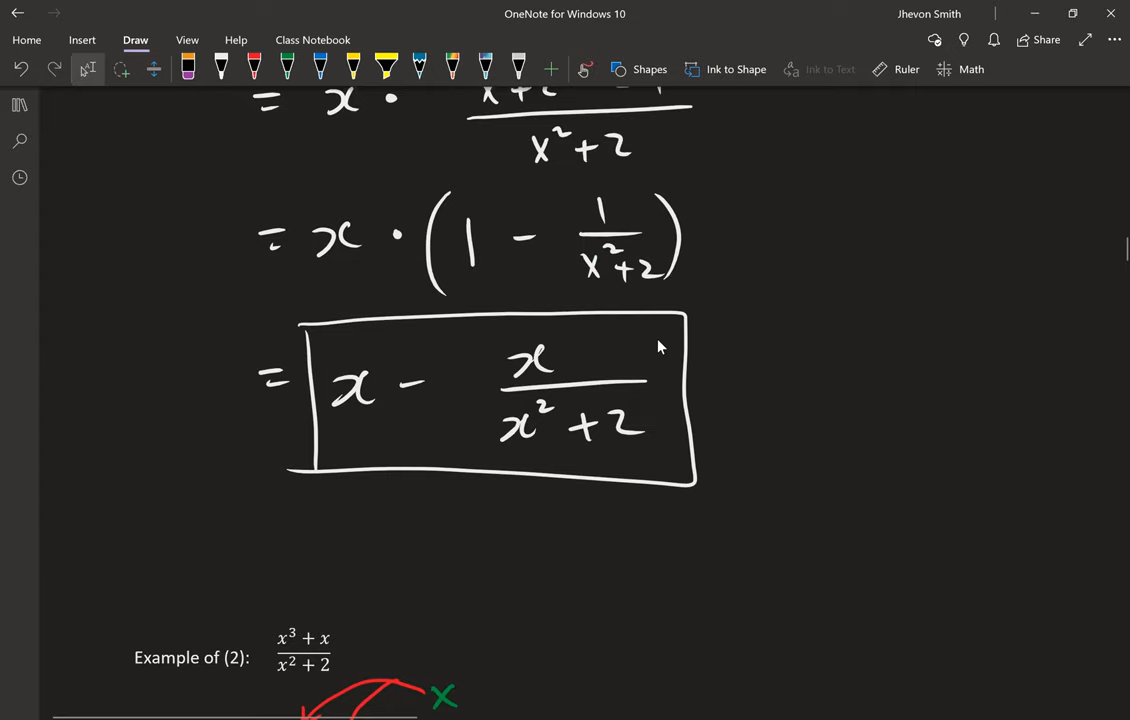 OneNote for Windows 10
Jhevon Smith
Home Insert Draw View Help Class Notebook
Share
Shapes Ink to Shape Ink to Text Ruler Math
= x ·
x² + 2
= x · ( 1 - 1 / (x² + 2) )
= x - x / (x² + 2)
Example of (2): (x³ + x) / (x² + 2)
x